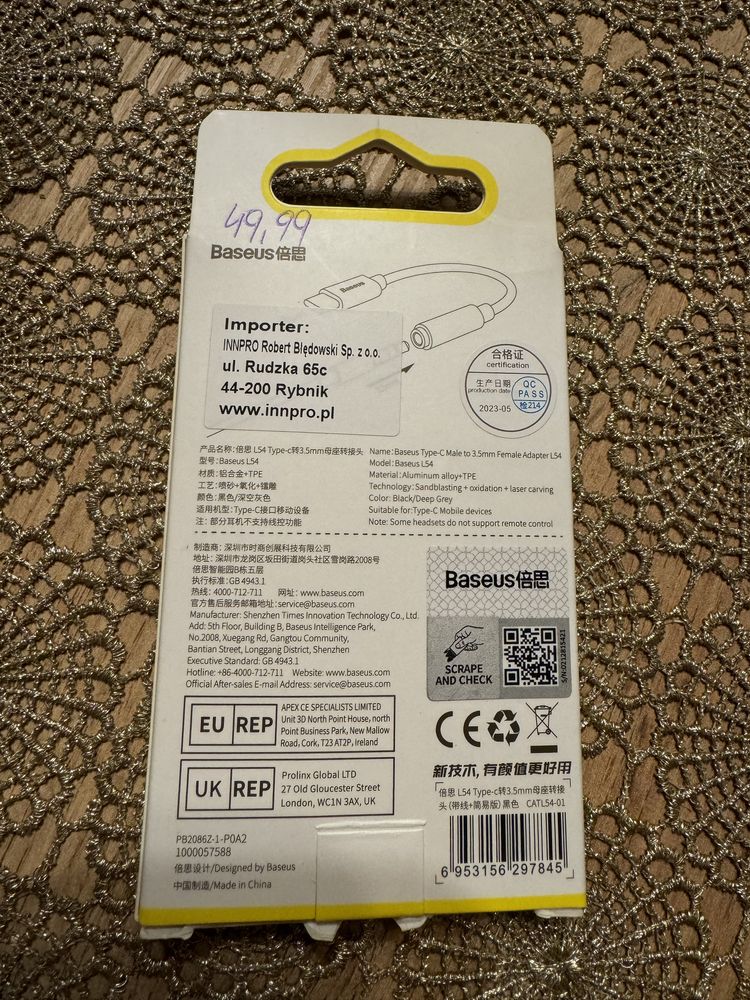 49,99
Baseus倍思
Baseus
Importer:
INNPRO Robert Błędowski Sp. z o.o.
ul. Rudzka 65c
44-200 Rybnik
www.innpro.pl
合格证
certification
生产日期
production date
2023-05
QC
PASS
检214
产品名称：倍思 L54 Type-c转3.5mm母座转接头
型号：Baseus L54
材质：铝合金+TPE
工艺：喷砂+氧化+镭雕
颜色：黑色/深空灰色
适用机型：Type-C接口移动设备
注：部分耳机不支持线控功能
Name: Baseus Type-C Male to 3.5mm Female Adapter L54
Model: Baseus L54
Material: Aluminum alloy+TPE
Technology: Sandblasting + oxidation + laser carving
Color: Black/Deep Grey
Suitable for: Type-C Mobile devices
Note: Some headsets do not support remote control
制造商：深圳市时商创展科技有限公司
地址：深圳市龙岗区坂田街道岗头社区雪岗路2008号
倍思智能园B栋五层
执行标准：GB 4943.1
热线：4000-712-711 网址：www.baseus.com
官方售后服务邮箱地址：service@baseus.com
Manufacturer: Shenzhen Times Innovation Technology Co., Ltd.
Add: 5th Floor, Building B, Baseus Intelligence Park,
No.2008, Xuegang Rd, Gangtou Community,
Bantian Street, Longgang District, Shenzhen
Executive Standard: GB 4943.1
Hotline: +86-4000-712-711 Website: www.baseus.com
Official After-sales E-mail Address: service@baseus.com
Baseus倍思
SCRAPE
AND CHECK
S/N:0212815421
EU REP
APEX CE SPECIALISTS LIMITED
Unit 3D North Point House, north
Point Business Park, New Mallow
Road, Cork, T23 AT2P, Ireland
UK REP
Prolinx Global LTD
27 Old Gloucester Street
London, WC1N 3AX, UK
CE
新技术，有颜值更好用
倍思 L54 Type-c转3.5mm母座转接
头 (带线+简易版) 黑色 CATL54-01
6 953156 297845
PB2086Z-1-P0A2
1000057588
倍思设计/Designed by Baseus
中国制造/Made in China